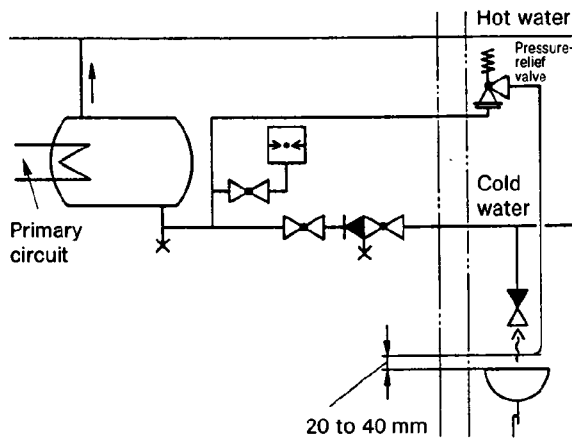 Hot water
Pressure-
relief
valve
Cold
water
Primary
circuit
20 to 40 mm